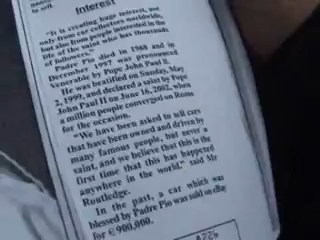 to sell.
Interest
"It is creating huge interest, not
only from car collectors worldwide,
but also from people interested in the
life of the saint who has thousands
of followers."
Padre Pio died in 1968 and in
December 1997 was pronounced
Venerable by Pope John Paul II.
He was beatified on Sunday, May
2, 1999, and declared a saint by Pope
John Paul II on June 16, 2002, when
a million people converged on Rome
for the occasion.
"We have been asked to sell cars
that have been owned and driven by
many famous people, but never a
saint, and we believe that this is the
first time that this has happened
anywhere in the world," said Mr
Routledge.
In the past, a car which was
blessed by Padre Pio was sold on eBay
for €900,000.